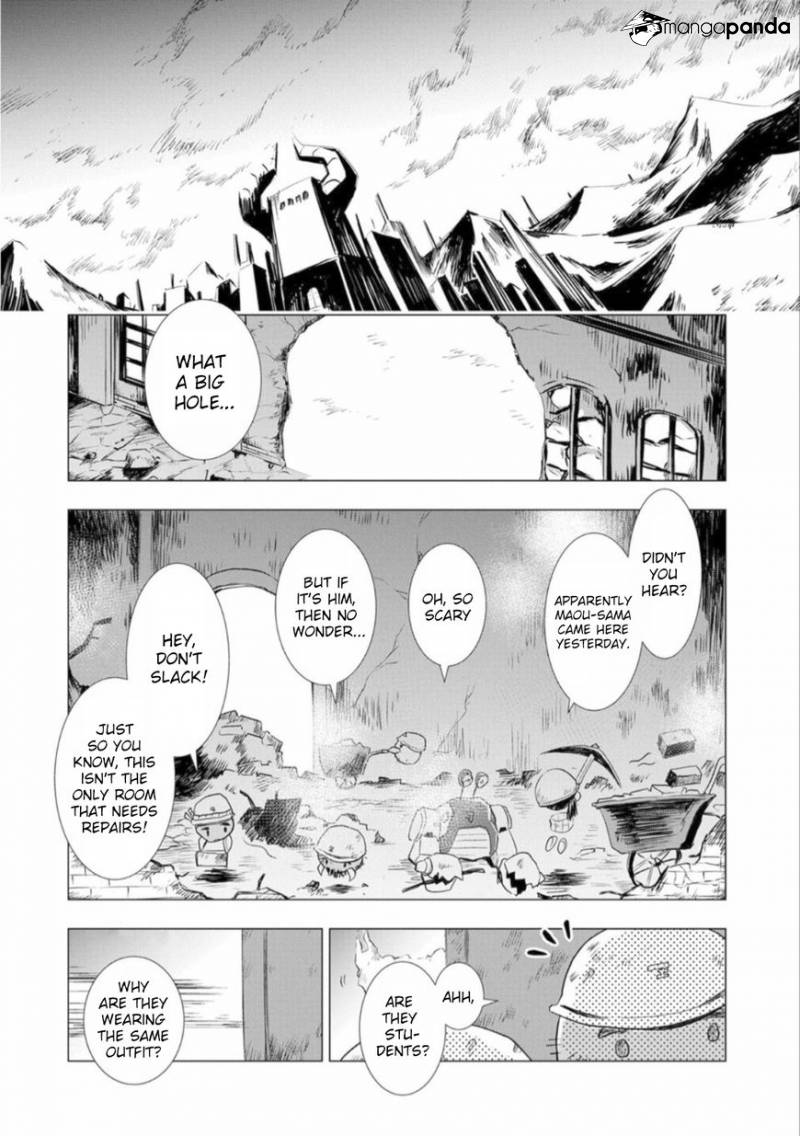 mangapanda
WHAT
A BIG
HOLE...
DIDN'T
YOU
HEAR?
APPARENTLY
MAOU-SAMA
CAME HERE
YESTERDAY.
OH, SO
SCARY
BUT IF
IT'S HIM,
THEN NO
WONDER...
HEY,
DON'T
SLACK!
JUST
SO YOU
KNOW, THIS
ISN'T THE
ONLY ROOM
THAT NEEDS
REPAIRS!
AHH,
ARE
THEY
STU-
DENTS?
WHY
ARE THEY
WEARING
THE SAME
OUTFIT?